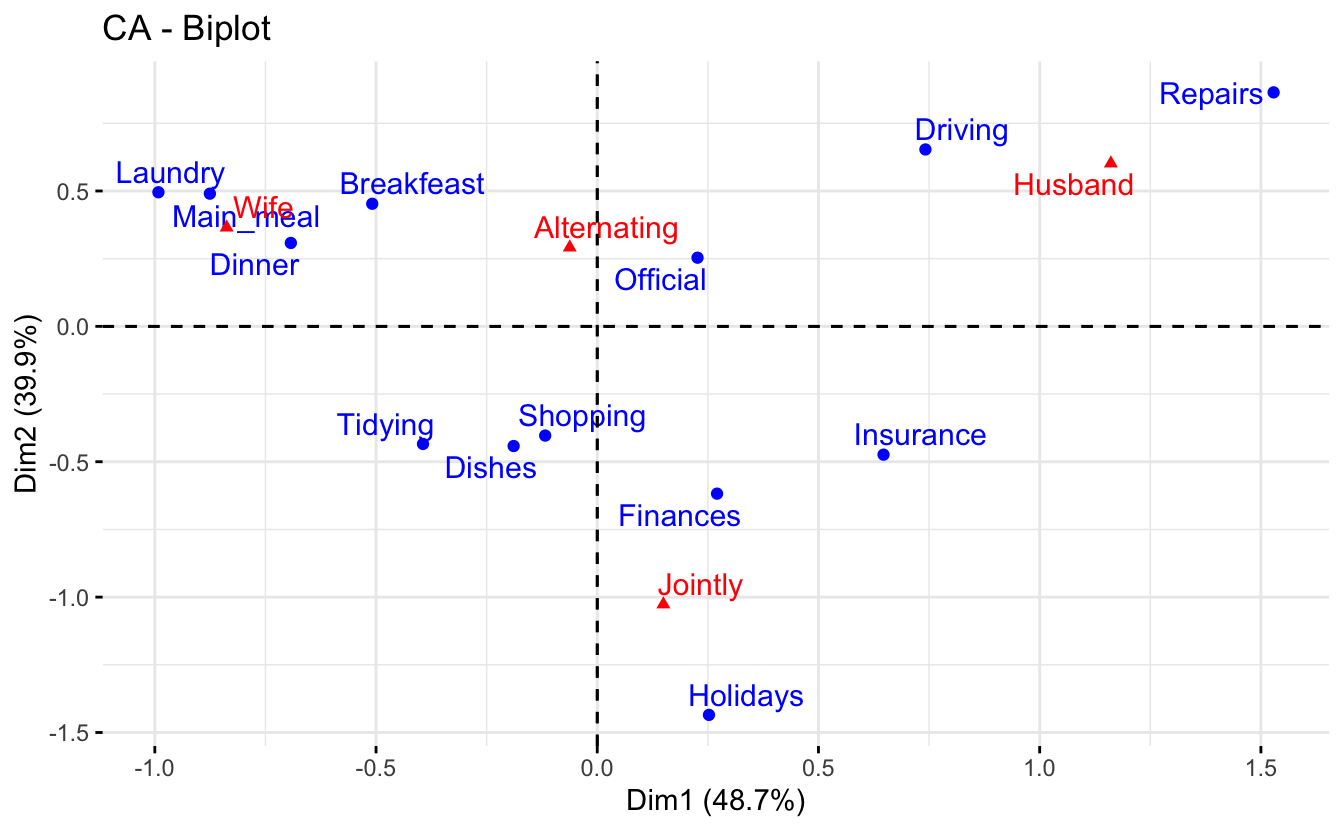 CA - Biplot
Repairs
Driving
Husband
Laundry
Breakfeast
Wife
Main_meal
Alternating
Dinner
Official
Shopping
Tidying
Dishes
Insurance
Finances
Jointly
Holidays
0.5
0.0
-0.5
-1.0
-1.5
Dim2 (39.9%)
-1.0 -0.5 0.0 0.5 1.0 1.5
Dim1 (48.7%)